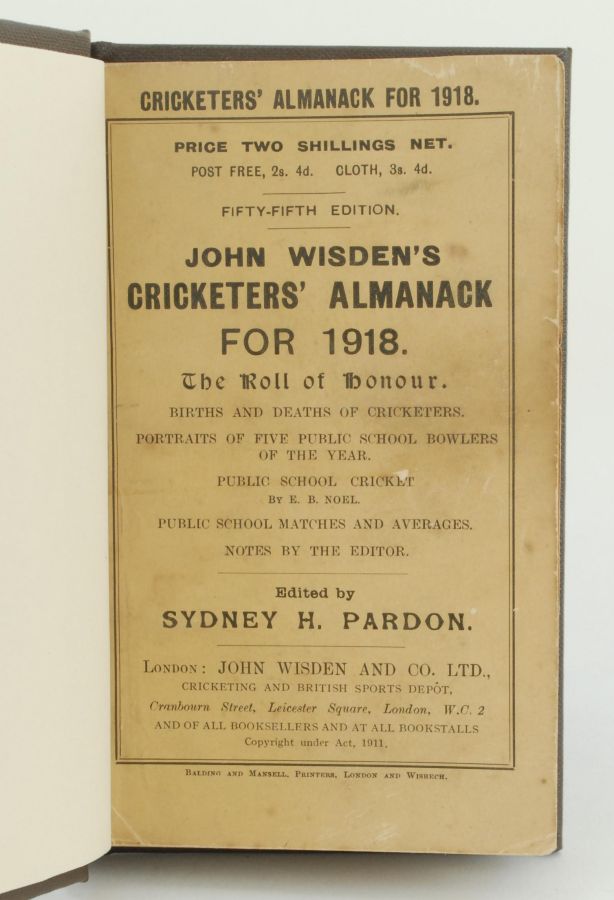 CRICKETERS' ALMANACK FOR 1918.
PRICE TWO SHILLINGS NET.
POST FREE, 2s. 4d. CLOTH, 3s. 4d.
FIFTY-FIFTH EDITION.
JOHN WISDEN'S
CRICKETERS' ALMANACK
FOR 1918.
The Roll of Honour.
BIRTHS AND DEATHS OF CRICKETERS.
PORTRAITS OF FIVE PUBLIC SCHOOL BOWLERS
OF THE YEAR.
PUBLIC SCHOOL CRICKET
BY E. B. NOEL.
PUBLIC SCHOOL MATCHES AND AVERAGES.
NOTES BY THE EDITOR.
Edited by
SYDNEY H. PARDON.
LONDON: JOHN WISDEN AND CO. LTD.,
CRICKETING AND BRITISH SPORTS DEPÔT,
Cranbourn Street, Leicester Square, London, W.C. 2
AND OF ALL BOOKSELLERS AND AT ALL BOOKSTALLS
Copyright under Act, 1911.
BALDING AND MANSELL, PRINTERS, LONDON AND WISBECH.